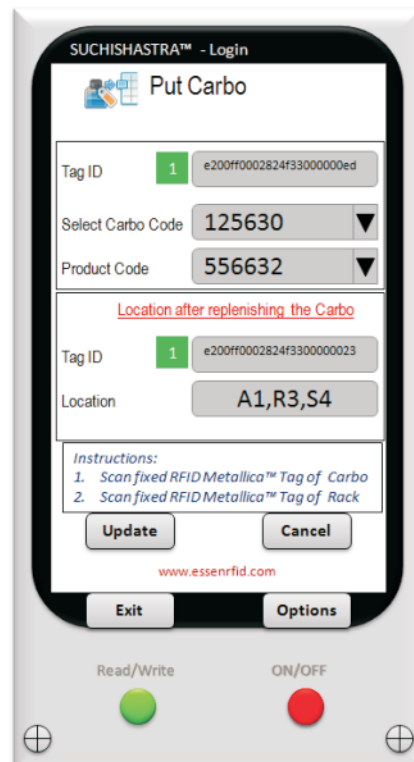 SUCHISHASTRA™ - Login
Put Carbo
Tag ID 1 e200ff0002824f33000000ed
Select Carbo Code 125630 ▼
Product Code 556632 ▼
Location after replenishing the Carbo
Tag ID 1 e200ff0002824f3300000023
Location A1,R3,S4
Instructions:
1. Scan fixed RFID Metallica™ Tag of Carbo
2. Scan fixed RFID Metallica™ Tag of Rack
Update Cancel
www.essenrfid.com
Exit Options
Read/Write ON/OFF